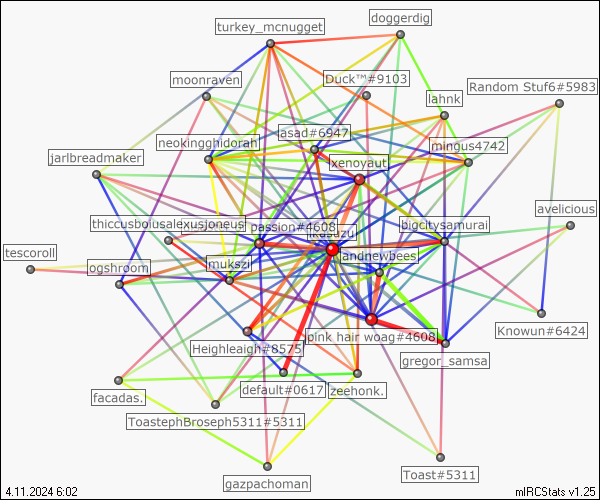 doggerdig
turkey_mcnugget
Duck™#9103
moonraven
Random Stuf6#5983
lahnk
lasad#6947
neokingghidorah
mingus4742
jarlbreadmaker
xenoyaut
avelicious
thiccusboiusalexusjoneus
passion#4608
bigcitysamurai
likasuzu
tescoroll
ogshroom
mukszi
landnewbees
Knowun#6424
pink hair woag#4608
Heighleaigh#8575
gregor_samsa
facadas.
default#0617
zeehonk.
ToastephBroseph5311#5311
gazpachoman
Toast#5311
4.11.2024 6:02
mIRCStats v1.25